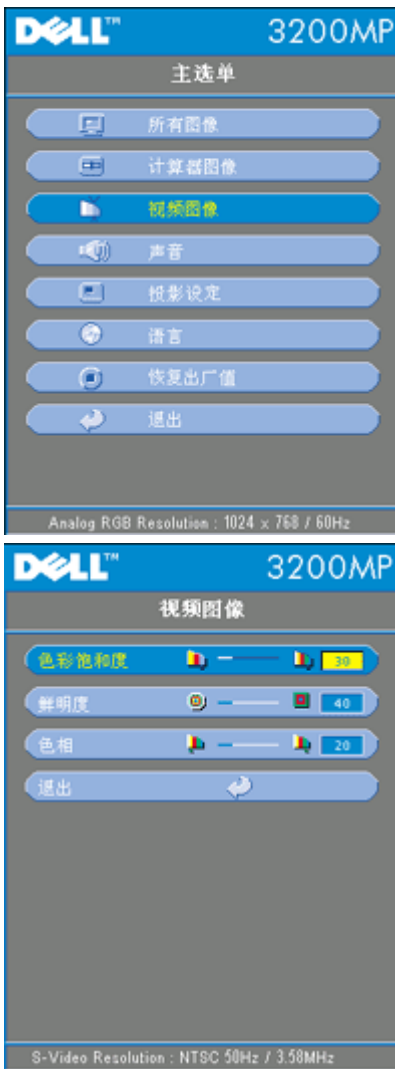 DELL™ 3200MP
主选单
所有图像
计算器图像
视频图像
声音
投影设定
语言
恢复出厂值
退出
Analog RGB Resolution : 1024 x 768 / 60Hz
DELL™ 3200MP
视频图像
色彩饱和度 30
鲜明度 40
色相 20
退出
S-Video Resolution : NTSC 50Hz / 3.58MHz